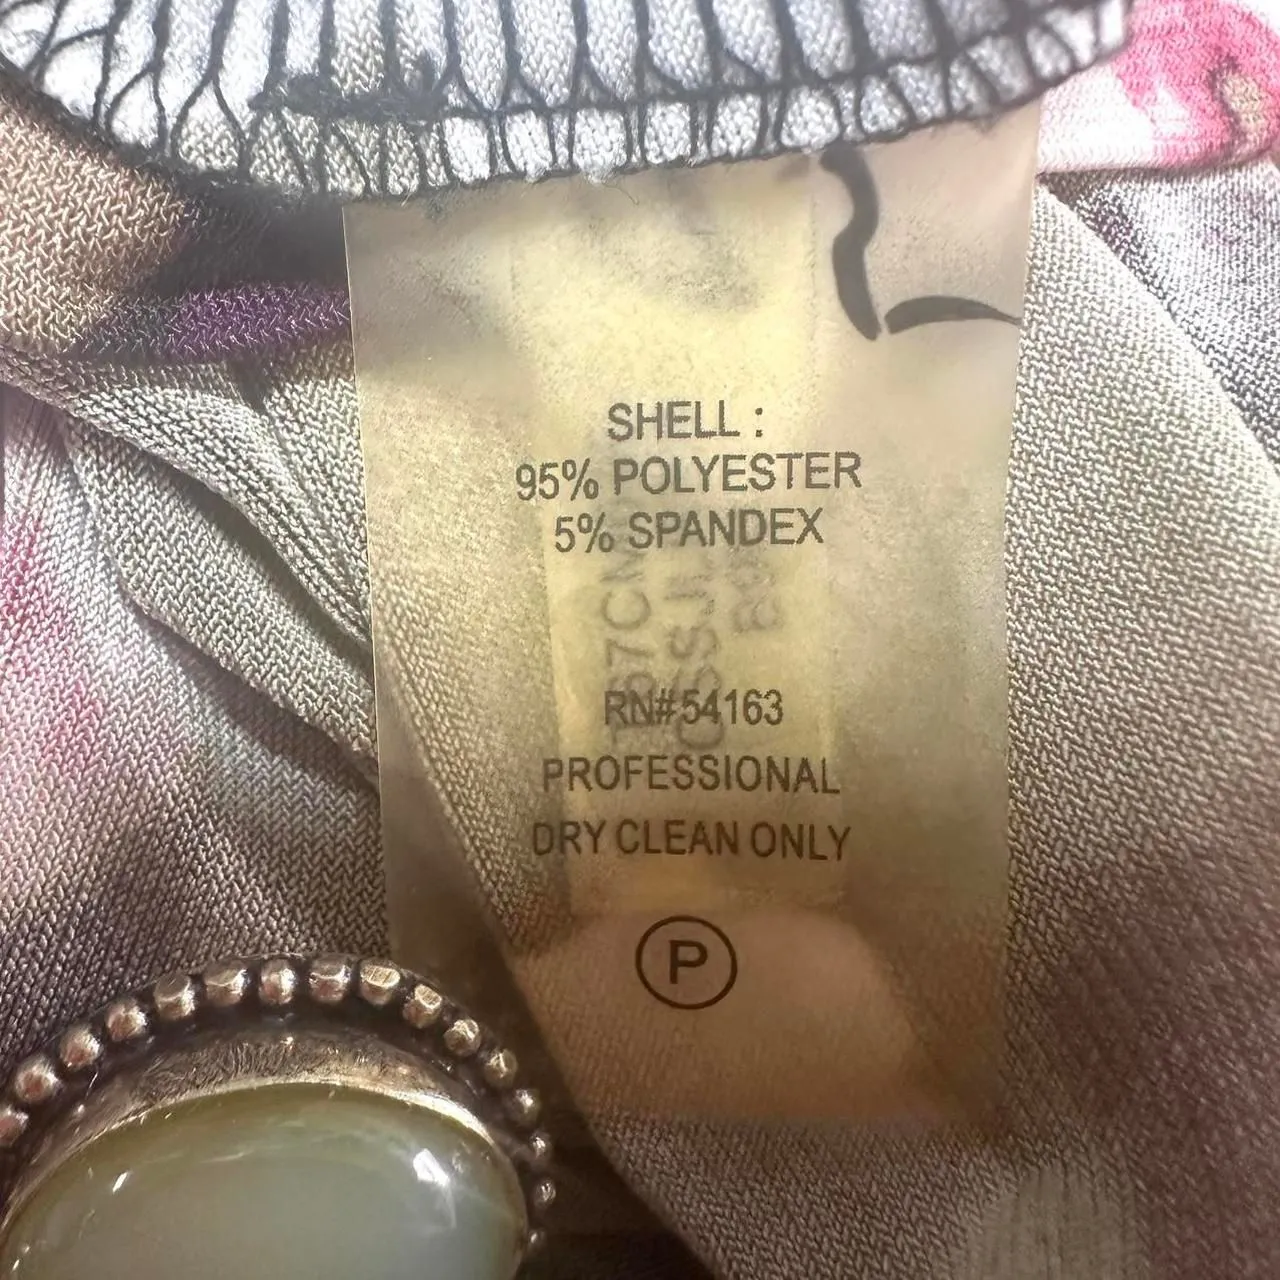 SHELL :
95% POLYESTER
5% SPANDEX
RN#54163
PROFESSIONAL
DRY CLEAN ONLY
P